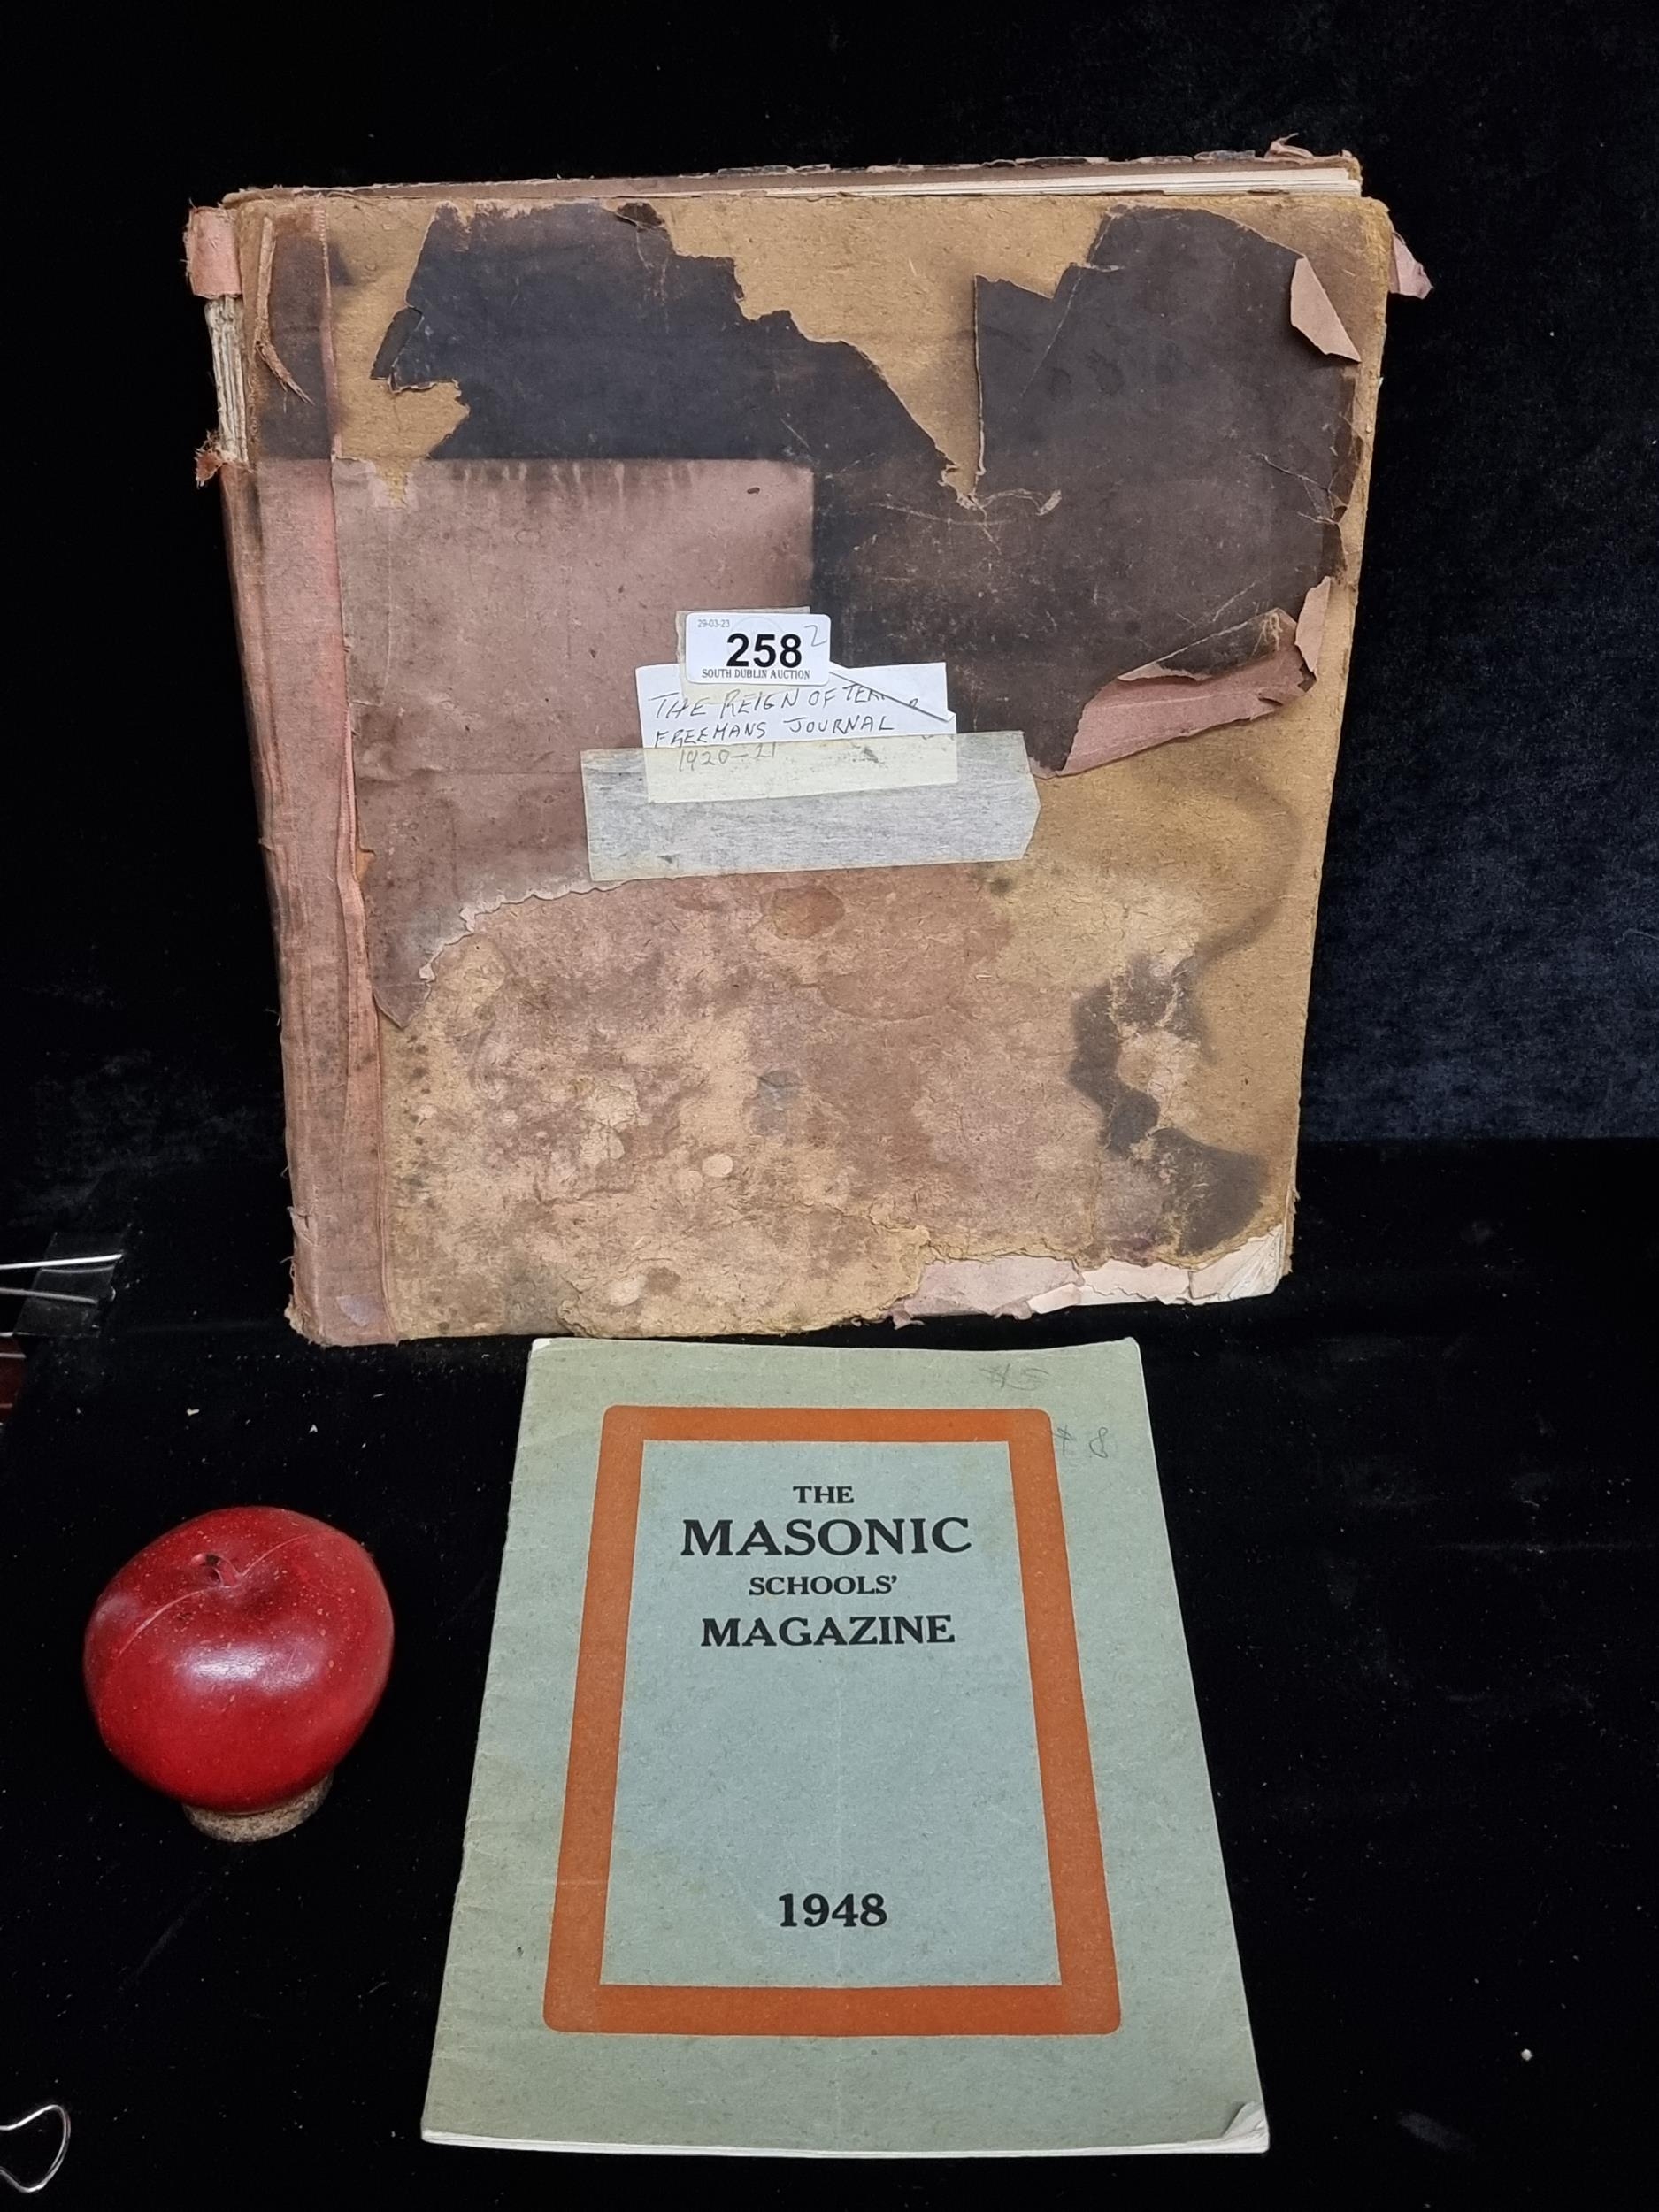 29-03-23
258 2
SOUTH DUBLIN AUCTION
THE REIGN OF
FREEMANS JOURNAL
1920-21
# 8
THE
MASONIC
SCHOOLS'
MAGAZINE
1948